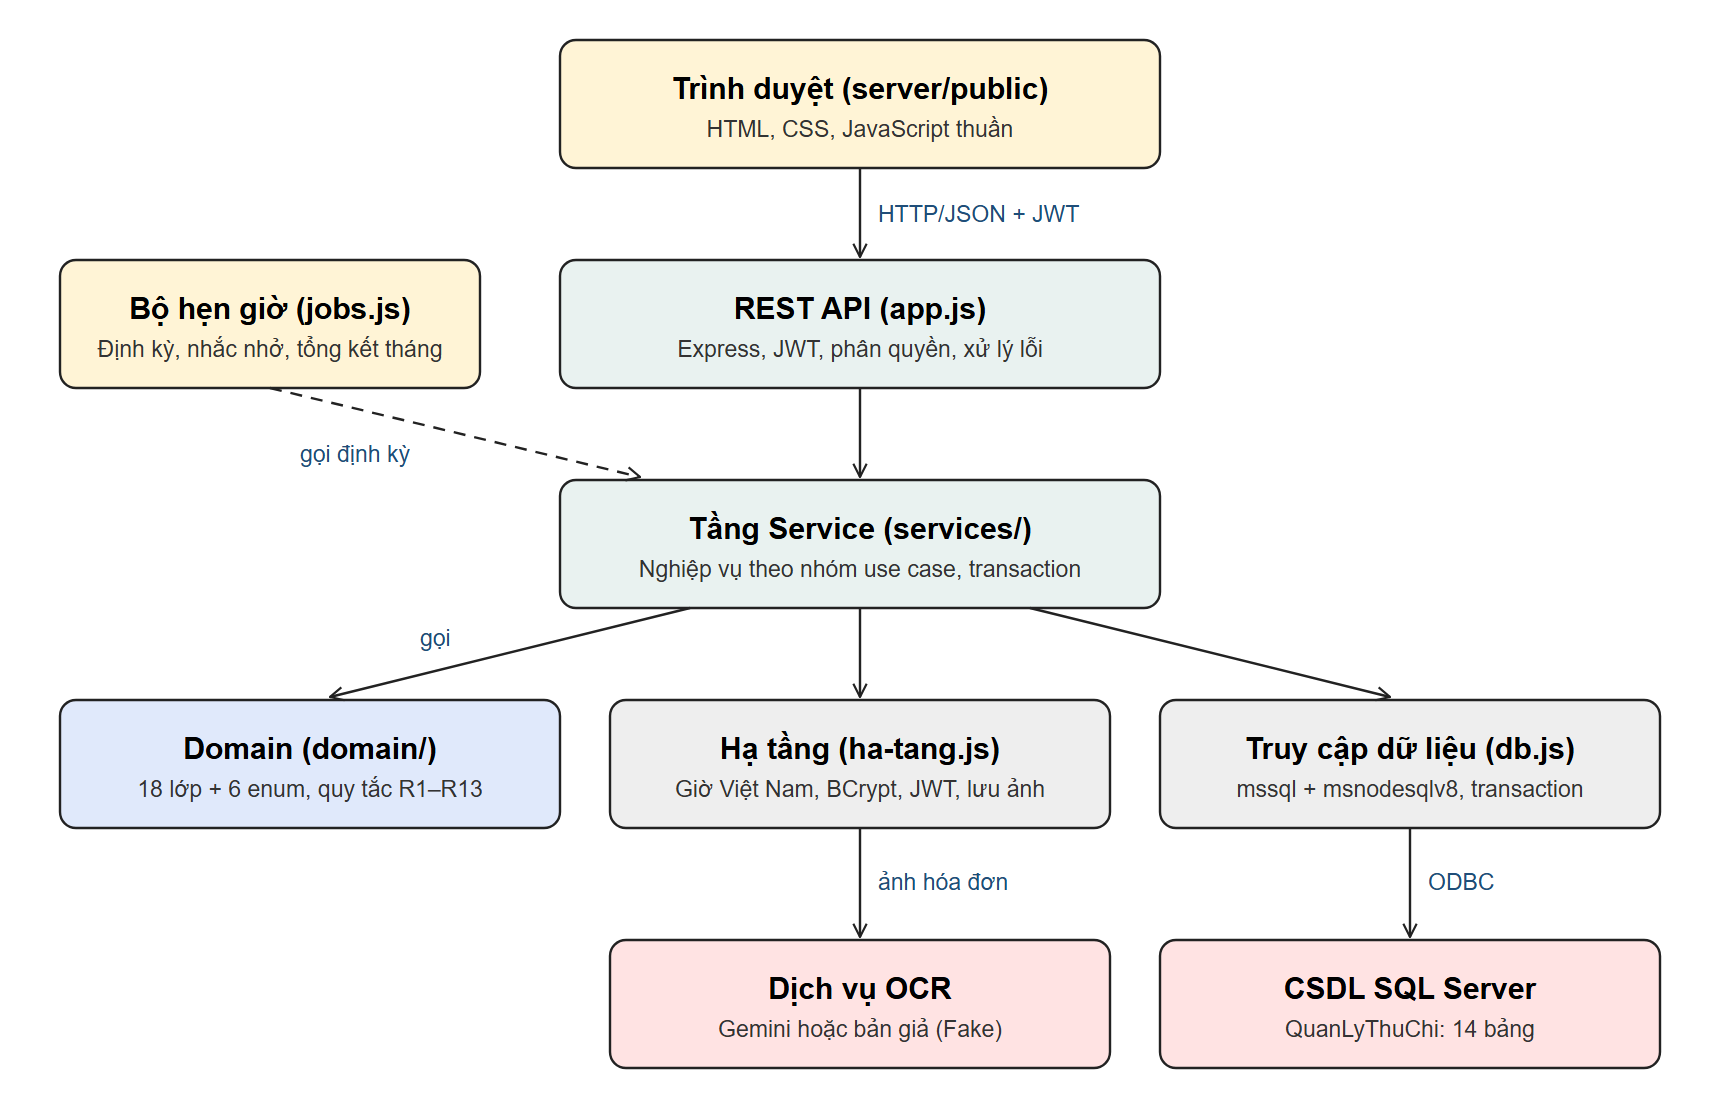 Trình duyệt (server/public)
HTML, CSS, JavaScript thuần
HTTP/JSON + JWT
Bộ hẹn giờ (jobs.js)
Định kỳ, nhắc nhở, tổng kết tháng
REST API (app.js)
Express, JWT, phân quyền, xử lý lỗi
gọi định kỳ
Tầng Service (services/)
Nghiệp vụ theo nhóm use case, transaction
gọi
Domain (domain/)
18 lớp + 6 enum, quy tắc R1–R13
Hạ tầng (ha-tang.js)
Giờ Việt Nam, BCrypt, JWT, lưu ảnh
Truy cập dữ liệu (db.js)
mssql + msnodesqlv8, transaction
ảnh hóa đơn
ODBC
Dịch vụ OCR
Gemini hoặc bản giả (Fake)
CSDL SQL Server
QuanLyThuChi: 14 bảng